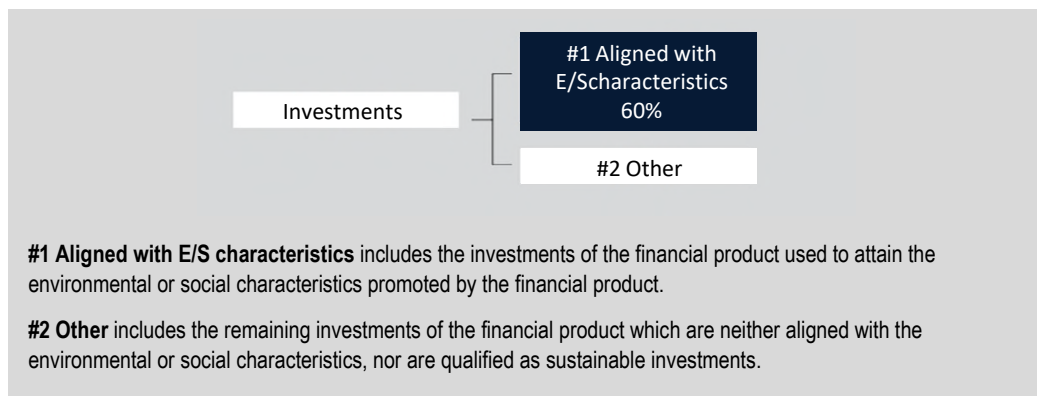 #1 Aligned with
E/Scharacteristics
60%
Investments
#2 Other
#1 Aligned with E/S characteristics includes the investments of the financial product used to attain the
environmental or social characteristics promoted by the financial product.
#2 Other includes the remaining investments of the financial product which are neither aligned with the
environmental or social characteristics, nor are qualified as sustainable investments.